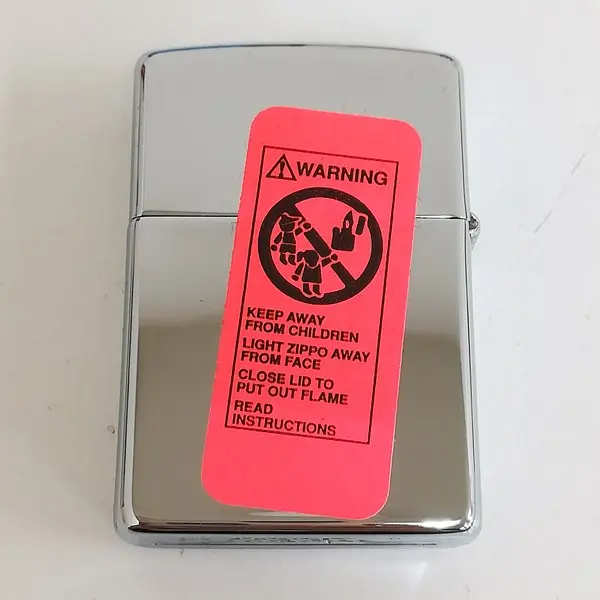 WARNING
KEEP AWAY
FROM CHILDREN
LIGHT ZIPPO AWAY
FROM FACE
CLOSE LID TO
PUT OUT FLAME
READ
INSTRUCTIONS